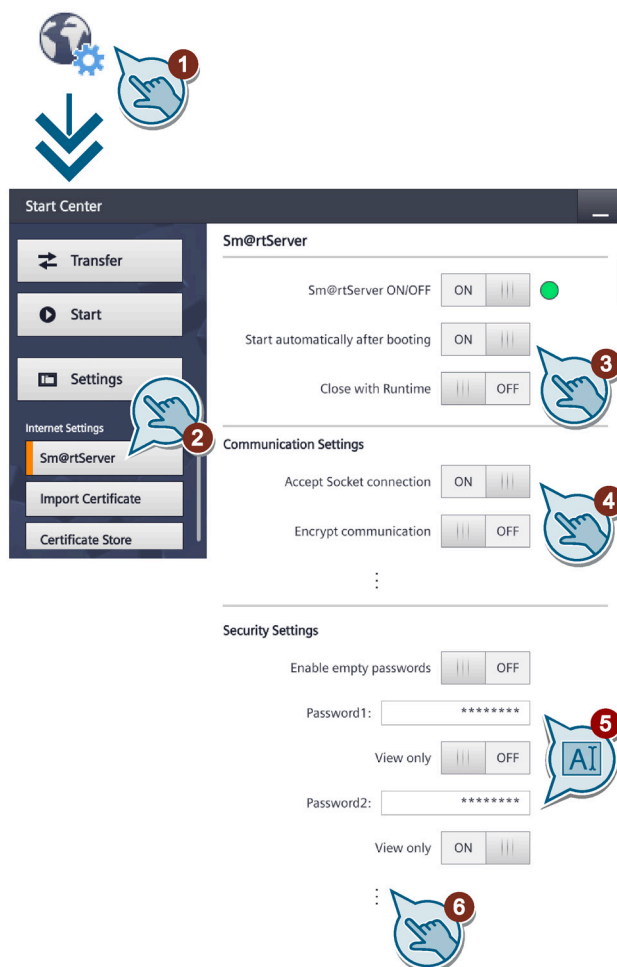 1
Start Center
Transfer
Start
Settings
2
Internet Settings
Sm@rtServer
Import Certificate
Certificate Store
Sm@rtServer
Sm@rtServer ON/OFF ON
Start automatically after booting ON
3
Close with Runtime OFF
Communication Settings
Accept Socket connection ON
4
Encrypt communication OFF
Security Settings
Enable empty passwords OFF
Password1: ********
5
AI
View only OFF
Password2: ********
View only ON
6